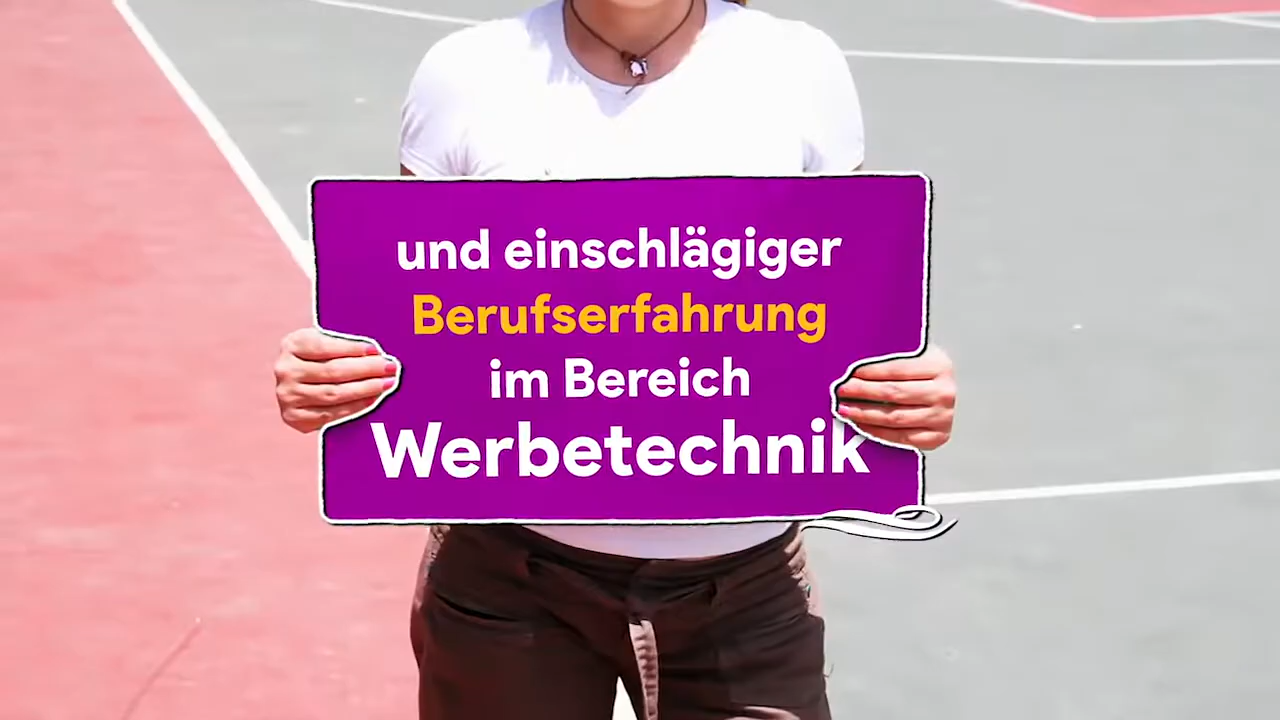 und einschlägiger
Berufserfahrung
im Bereich
Werbetechnik